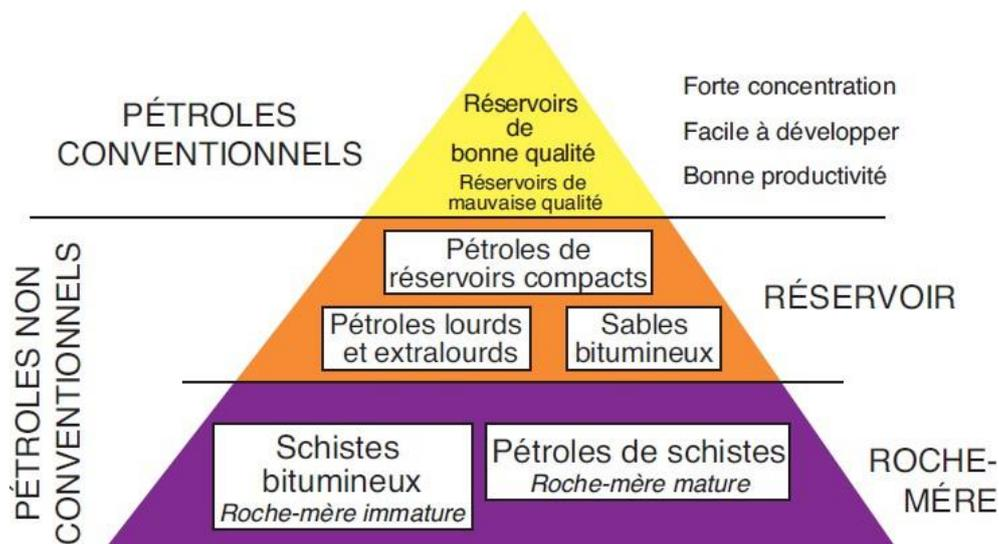 PÉTROLES
CONVENTIONNELS
Réservoirs
de
bonne qualité
Réservoirs de
mauvaise qualité
Forte concentration
Facile à développer
Bonne productivité
PÉTROLES NON
CONVENTIONNELS
Pétroles de
réservoirs compacts
Pétroles lourds
et extralourds
Sables
bitumineux
RÉSERVOIR
Schistes
bitumineux
Roche-mère immature
Pétroles de schistes
Roche-mère mature
ROCHE-
MÉRE